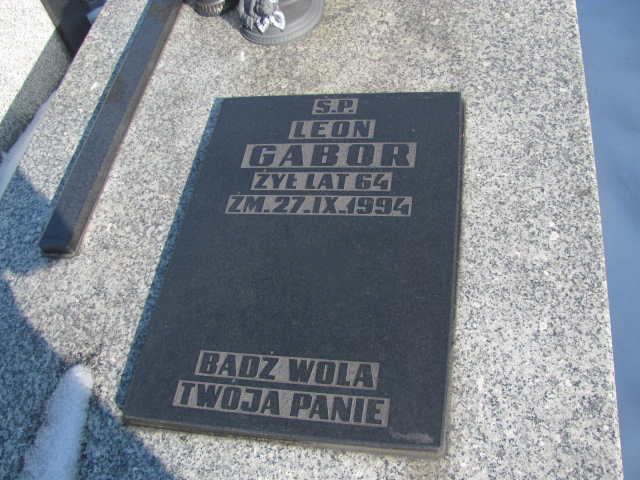 Ś.P.
LEON
GABOR
ŻYŁ LAT 64
ZM. 27.IX.1994
BĄDŹ WOLA
TWOJA PANIE